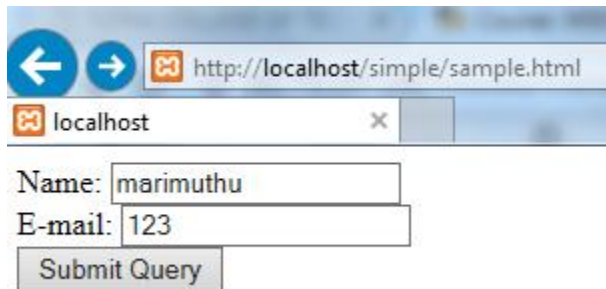 http://localhost/simple/sample.html
localhost
Name: marimuthu
E-mail: 123
Submit Query